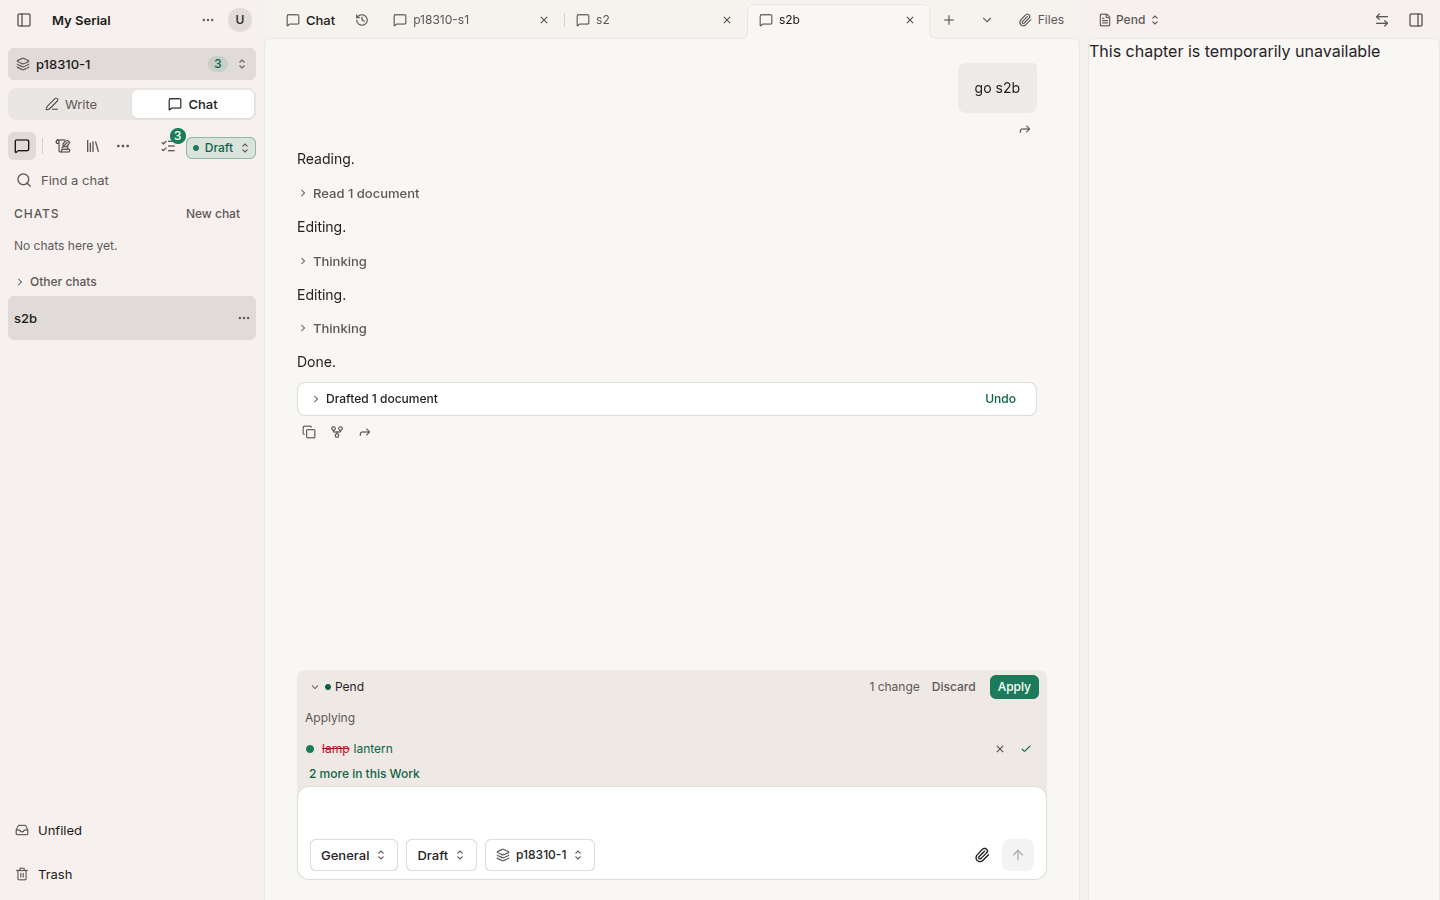 My Serial
U
p18310-1
3
Write
Chat
3
Draft
Find a chat
CHATS
New chat
No chats here yet.
Other chats
s2b
Unfiled
Trash
Chat
p18310-s1
s2
s2b
Files
go s2b
Reading.
Read 1 document
Editing.
Thinking
Editing.
Thinking
Done.
Drafted 1 document
Undo
Pend
1 change
Discard
Apply
Applying
lamp lantern
2 more in this Work
General
Draft
p18310-1
Pend
This chapter is temporarily unavailable